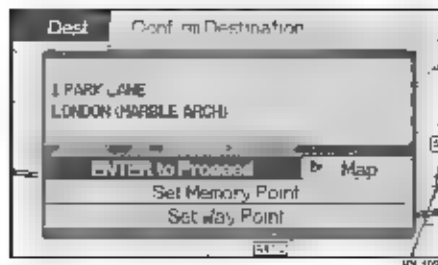 Dest Confirm Destination
1 PARK LANE
LONDON (MARBLE ARCH)
ENTER to Proceed Map
Set Memory Point
Set Way Point